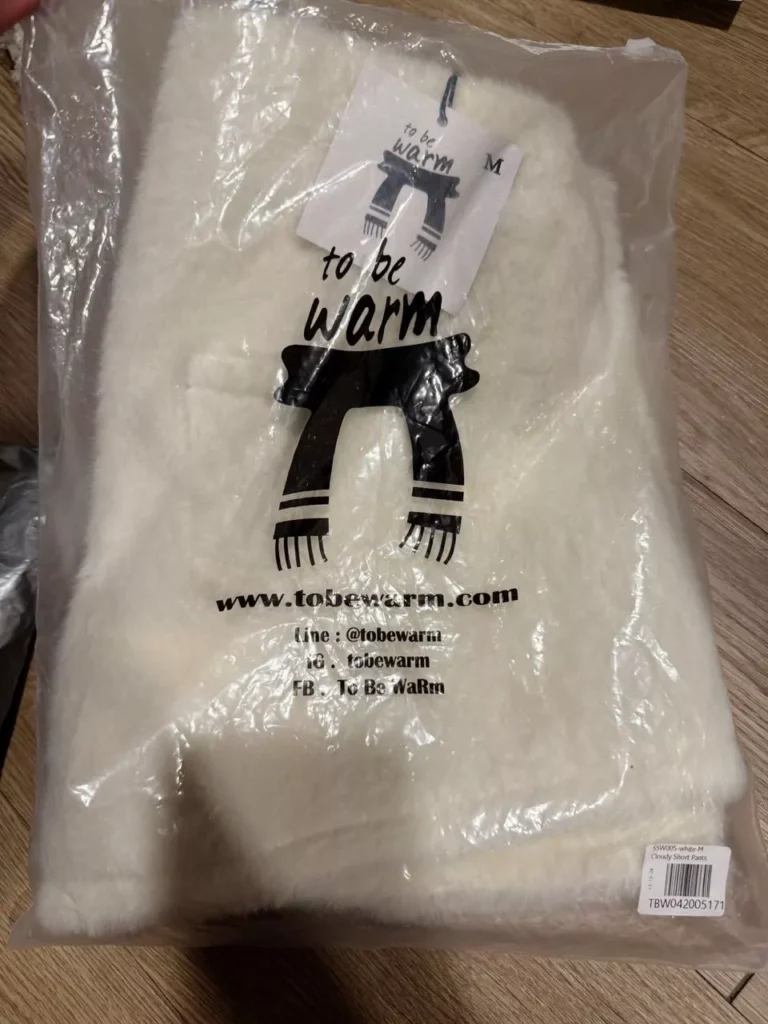 to be
warm
M
to be
warm
www.tobewarm.com
Line : @tobewarm
IG . tobewarm
FB . To Be WaRm
SSW005-white-M
Cloudy Short Pants
TBW042005171